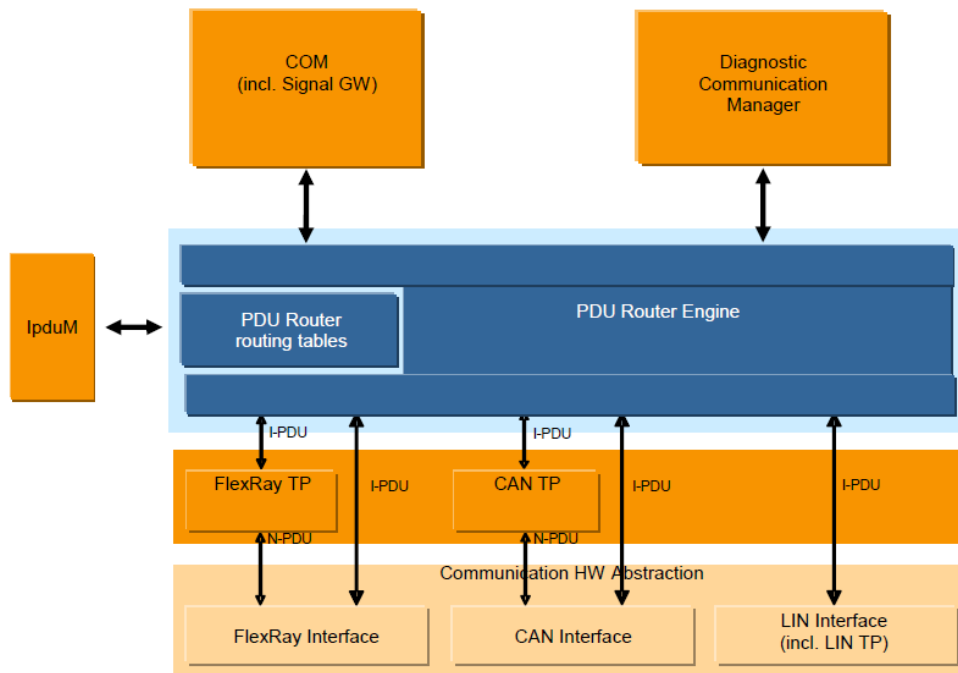 COM
(incl. Signal GW)
Diagnostic
Communication
Manager
IpduM
PDU Router
routing tables
PDU Router Engine
I-PDU
I-PDU
I-PDU
I-PDU
I-PDU
FlexRay TP
CAN TP
N-PDU
N-PDU
Communication HW Abstraction
FlexRay Interface
CAN Interface
LIN Interface
(incl. LIN TP)